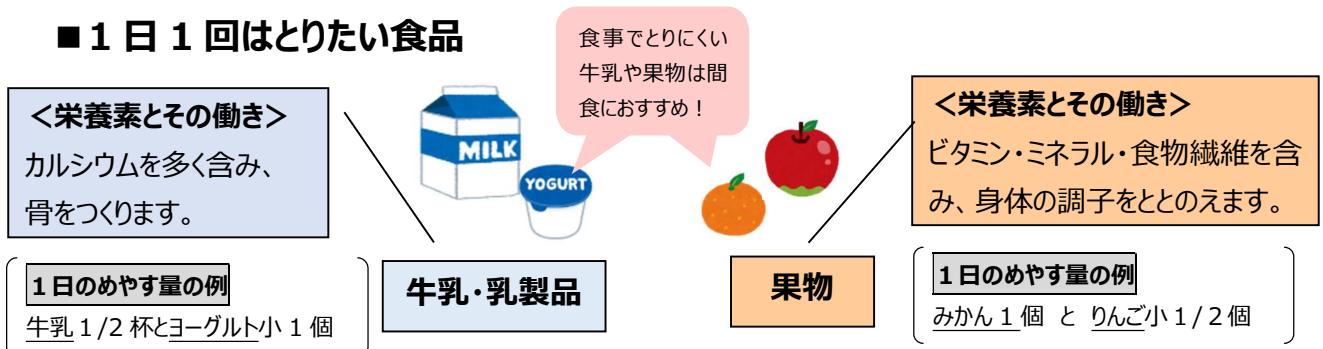 ■1日1回はとりたい食品
食事でとりにくい
牛乳や果物は間
食におすすめ！
＜栄養素とその働き＞
カルシウムを多く含み、
骨をつくります。
MILK
YOGURT
＜栄養素とその働き＞
ビタミン・ミネラル・食物繊維を含
み、身体の調子をととのえます。
1日のめやす量の例
牛乳1/2杯とヨーグルト小1個
牛乳・乳製品
果物
1日のめやす量の例
みかん1個 と りんご小1/2個